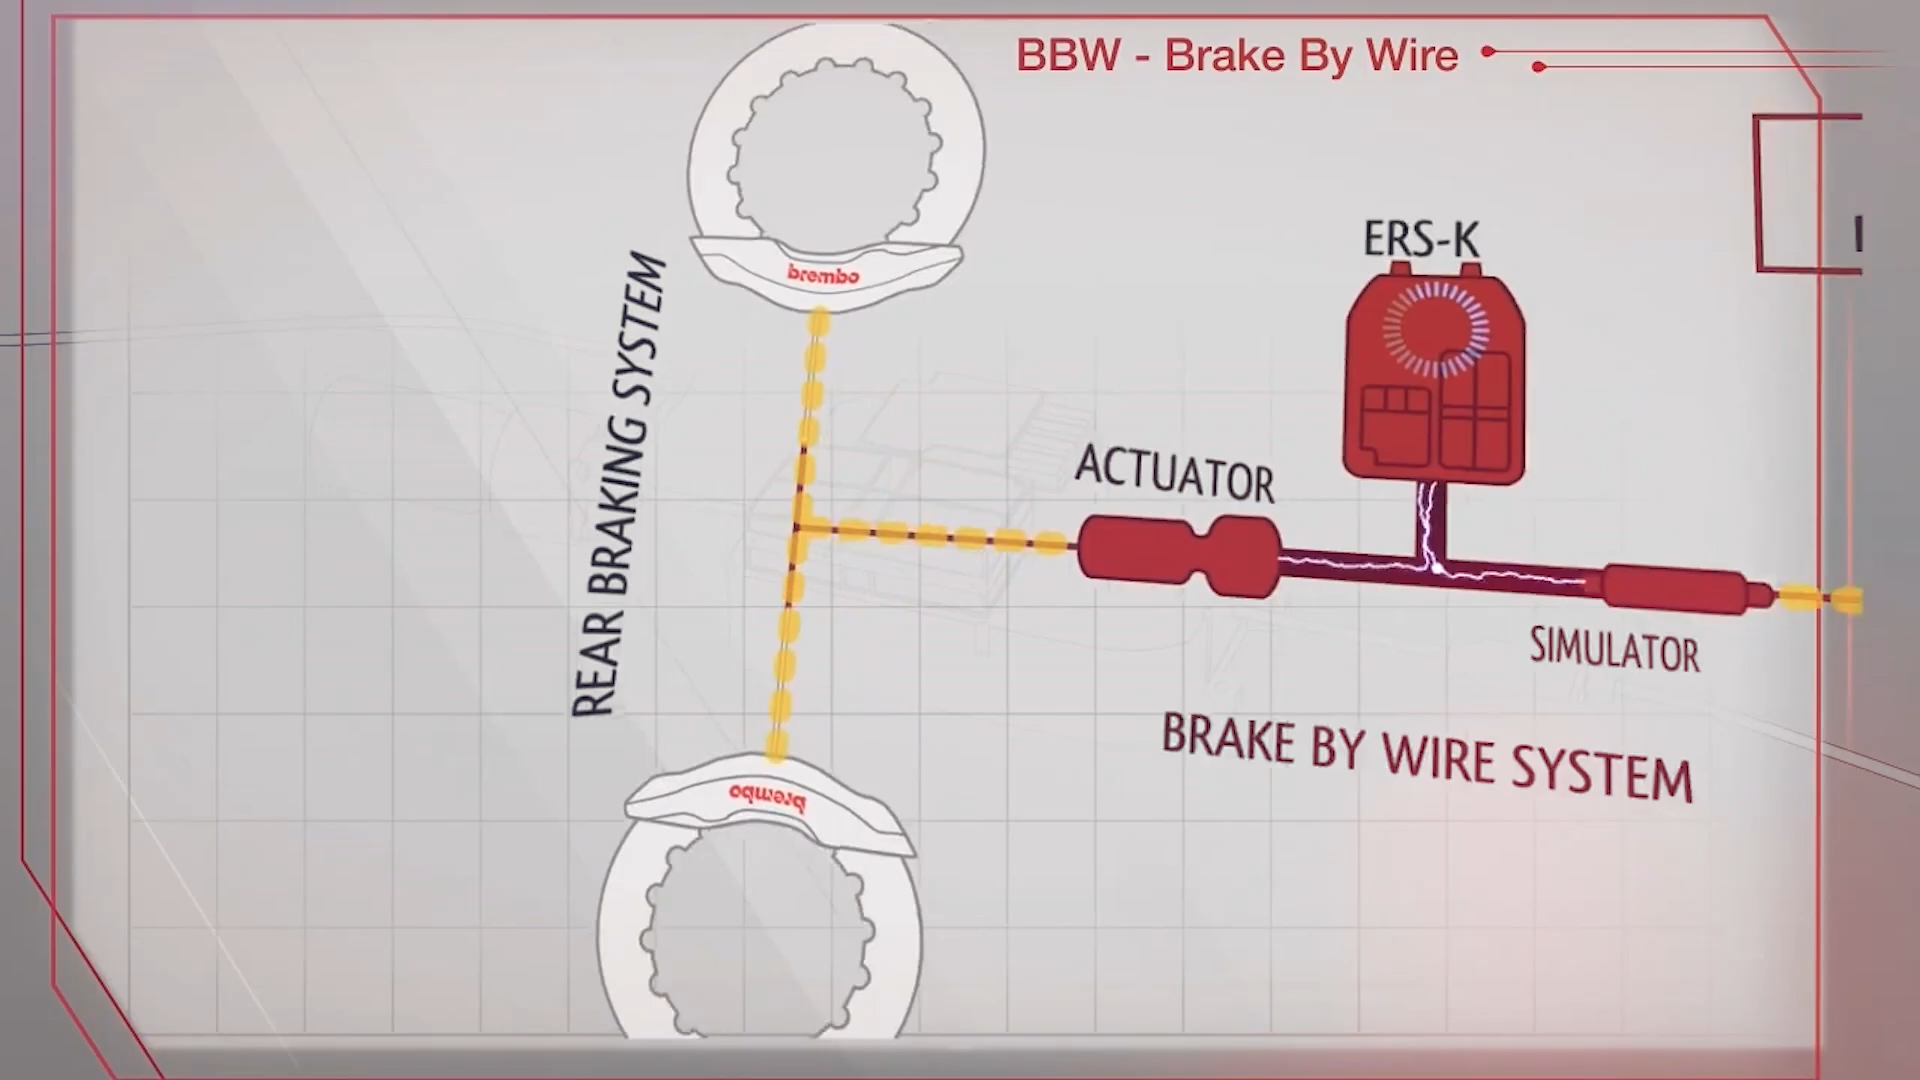 BBW - Brake By Wire
brembo
ERS-K
REAR BRAKING SYSTEM
ACTUATOR
SIMULATOR
BRAKE BY WIRE SYSTEM
brembo